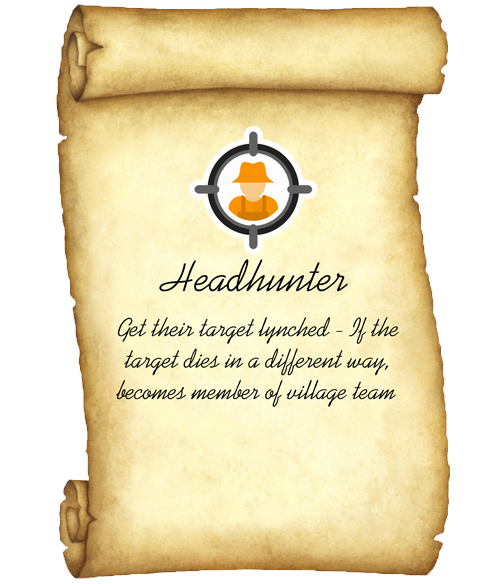 Headhunter
Get their target lynched - If the
target dies in a different way,
becomes member of village team